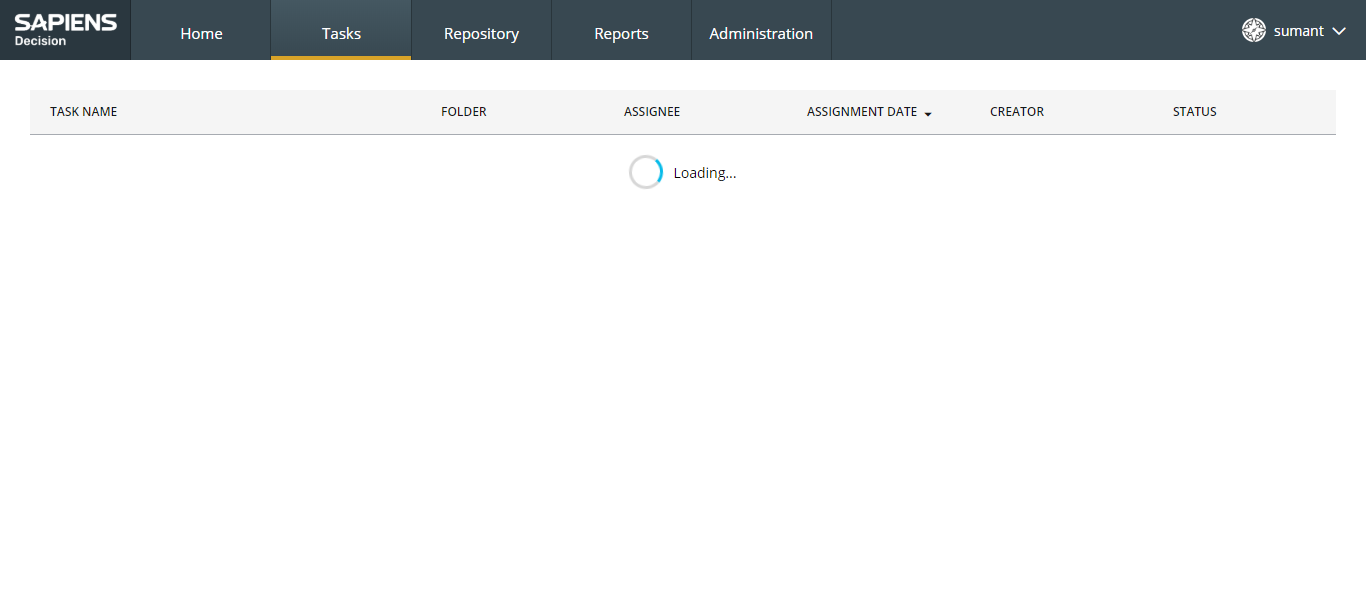 SAPIENS
Decision
Home
Tasks
Repository
Reports
Administration
sumant
TASK NAME
FOLDER
ASSIGNEE
ASSIGNMENT DATE
CREATOR
STATUS
Loading...